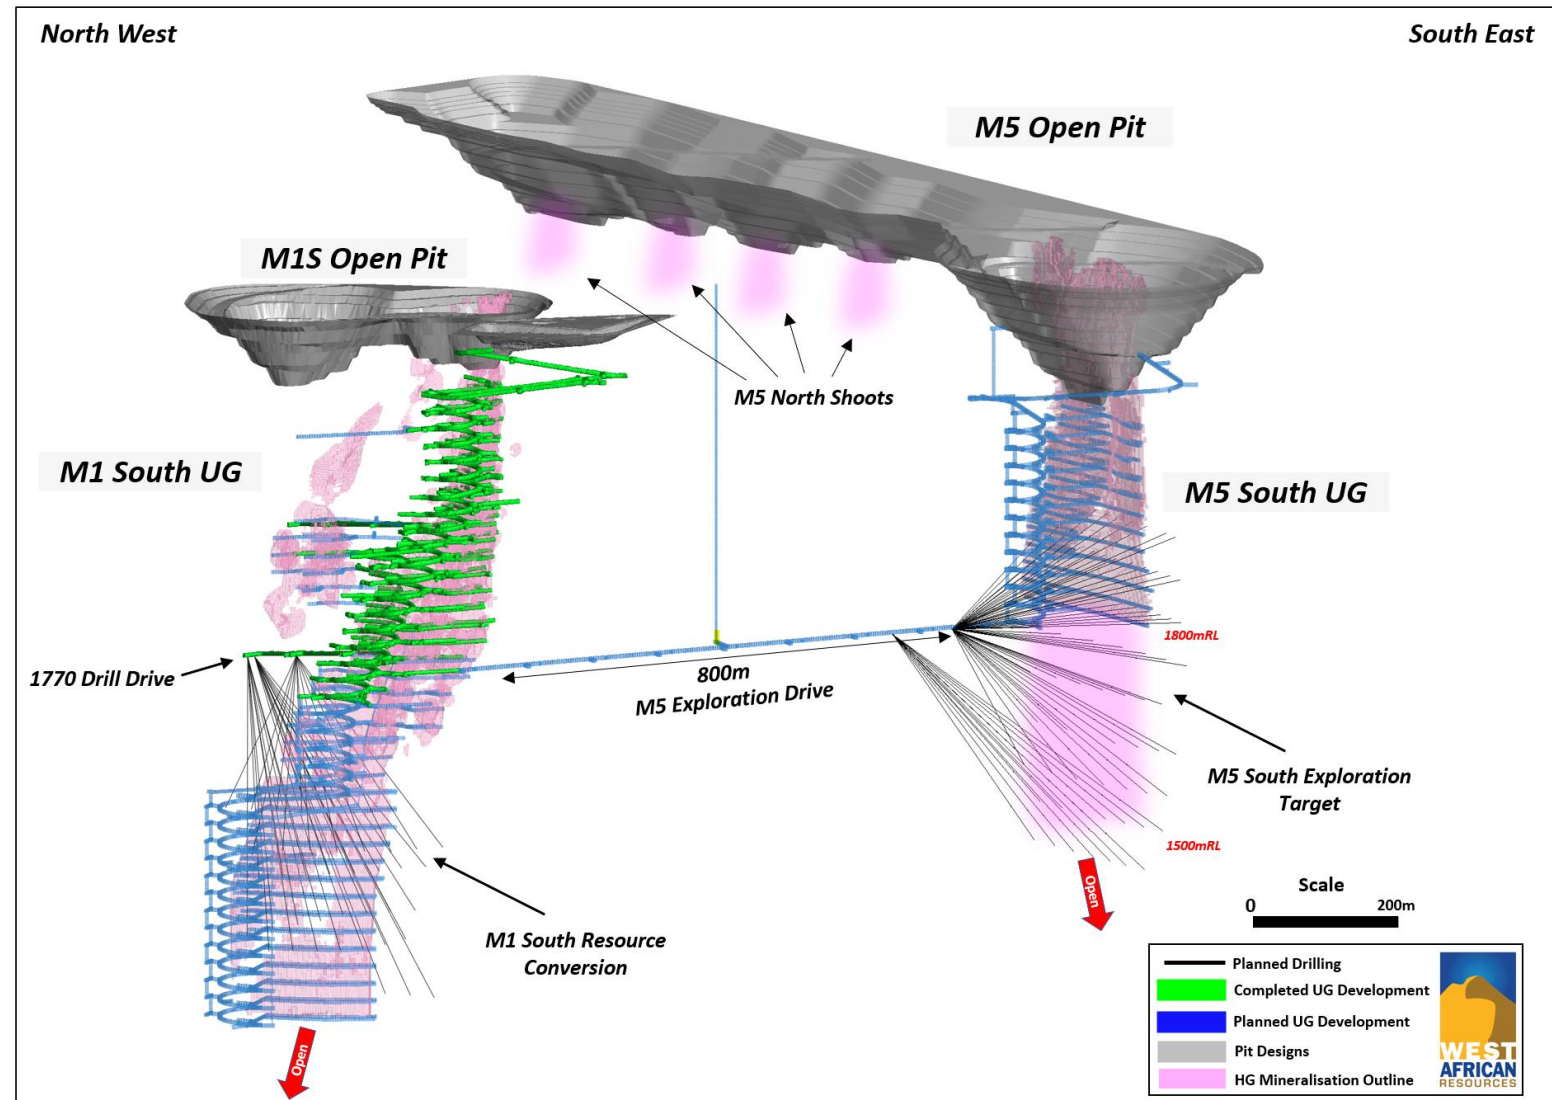 North West
South East
M5 Open Pit
M1S Open Pit
M5 North Shoots
M1 South UG
M5 South UG
1770 Drill Drive
800m
M5 Exploration Drive
1800mRL
M5 South Exploration
Target
1500mRL
Open
Open
M1 South Resource
Conversion
Scale
0
200m
Planned Drilling
Completed UG Development
Planned UG Development
Pit Designs
HG Mineralisation Outline
WEST
AFRICAN
RESOURCES